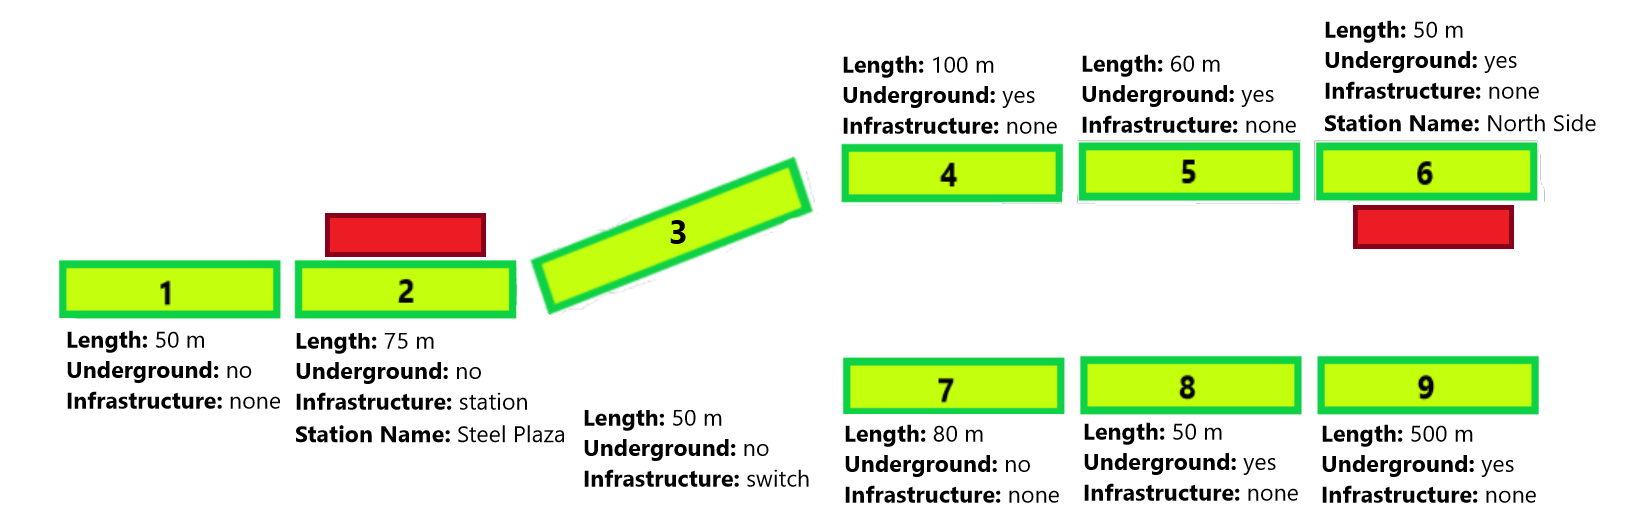 1
Length: 50 m
Underground: no
Infrastructure: none
2
Length: 75 m
Underground: no
Infrastructure: station
Station Name: Steel Plaza
3
Length: 50 m
Underground: no
Infrastructure: switch
Length: 100 m
Underground: yes
Infrastructure: none
4
Length: 60 m
Underground: yes
Infrastructure: none
5
Length: 50 m
Underground: yes
Infrastructure: none
Station Name: North Side
6
7
Length: 80 m
Underground: no
Infrastructure: none
8
Length: 50 m
Underground: yes
Infrastructure: none
9
Length: 500 m
Underground: yes
Infrastructure: none